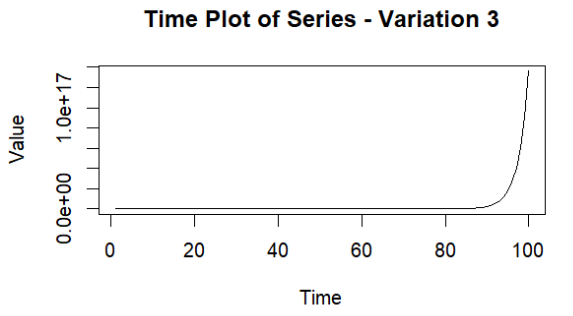 Time Plot of Series - Variation 3
Value
1.0e+17
0.0e+00
0 20 40 60 80 100
Time